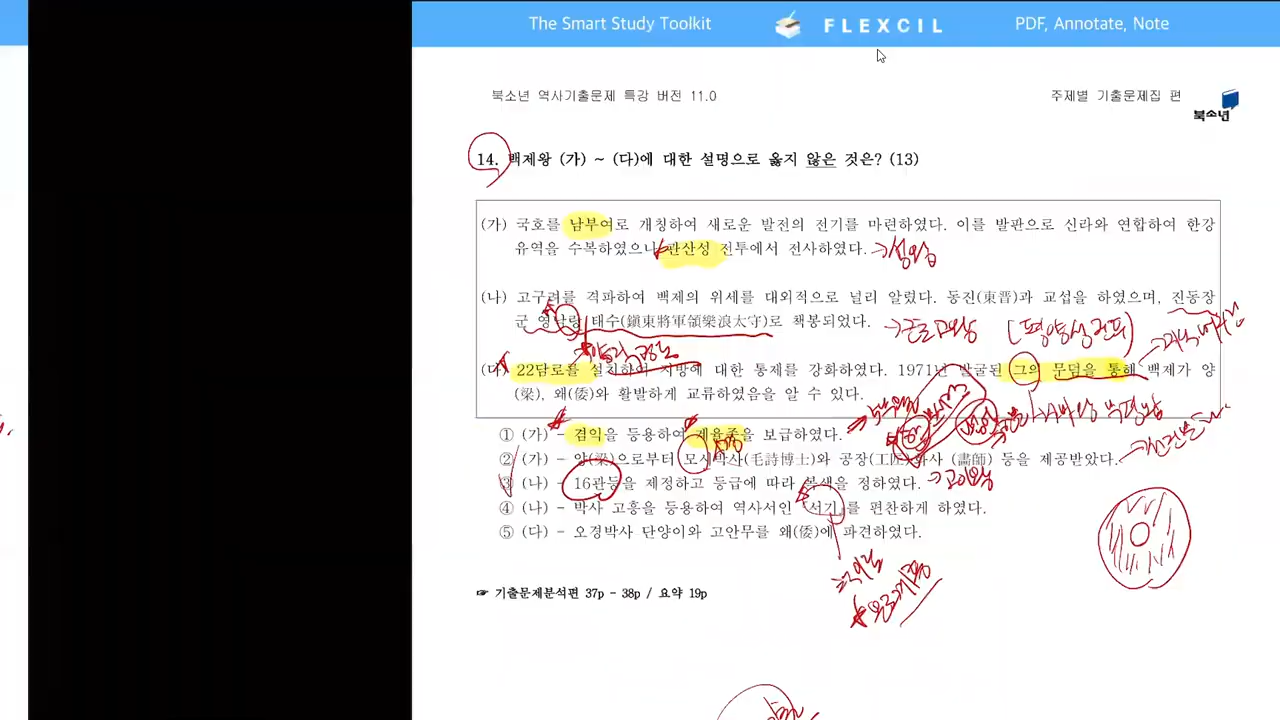 The Smart Study Toolkit FLEXCIL PDF, Annotate, Note
북소년 역사기출문제 특강 버전 11.0 주제별 기출문제집 편
북소년
14. 백제왕 (가) ~ (다)에 대한 설명으로 옳지 않은 것은? (13)
(가) 국호를 남부여로 개칭하여 새로운 발전의 전기를 마련하였다. 이를 발판으로 신라와 연합하여 한강
유역을 수복하였으나 관산성 전투에서 전사하였다. →성왕
(나) 고구려를 격파하여 백제의 위세를 대외적으로 널리 알렸다. 동진(東晋)과 교섭을 하였으며, 진동장
군 영낙랑 태수(鎭東將軍領樂浪太守)로 책봉되었다. →근초고왕 [평양성 전투)
(다) 22담로를 설치하여 지방에 대한 통제를 강화하였다. 1971년 발굴된 그의 무덤을 통해 백제가 양
(梁), 왜(倭)와 활발하게 교류하였음을 알 수 있다.
① (가) - 겸익을 등용하여 계율종을 보급하였다.
② (가) - 양(梁)으로부터 모시박사(毛詩博士)와 공장(工匠) 화사 (畵師) 등을 제공받았다.
③ (나) - 16관등을 제정하고 등급에 따라 복색을 정하였다. →고이왕
④ (나) - 박사 고흥을 등용하여 역사서인 서기 를 편찬하게 하였다.
⑤ (다) - 오경박사 단양이와 고안무를 왜(倭)에 파견하였다.
☞ 기출문제분석편 37p - 38p / 요약 19p